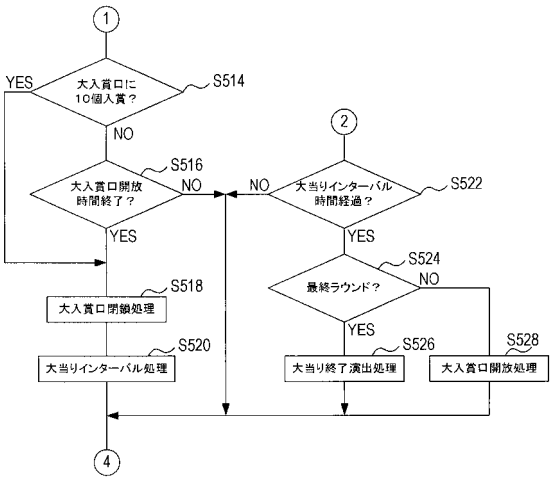 1
大入賞口に
10個入賞？
S514
YES
NO
大入賞口開放
時間終了？
S516
NO
YES
大入賞口閉鎖処理
S518
大当りインターバル処理
S520
4
2
大当りインターバル
時間経過？
S522
NO
YES
最終ラウンド？
S524
NO
YES
大当り終了演出処理
S526
大入賞口開放処理
S528